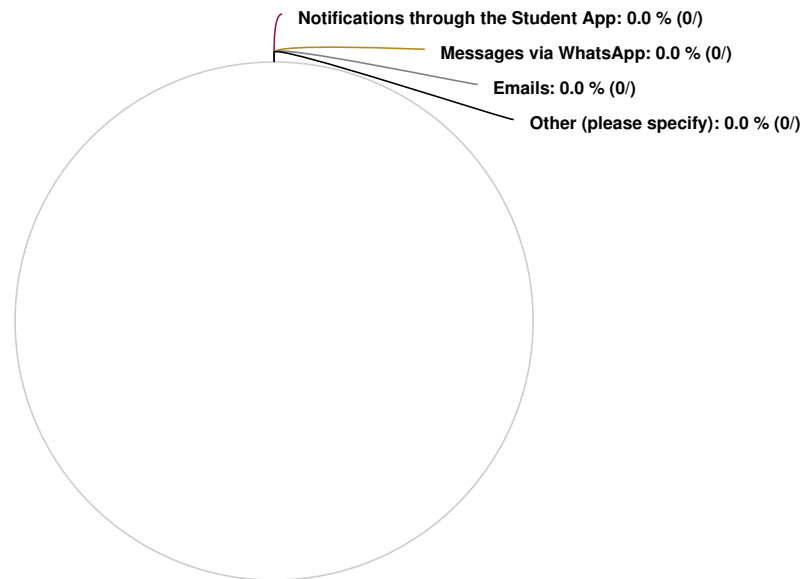 Notifications through the Student App: 0.0 % (0/)
Messages via WhatsApp: 0.0 % (0/)
Emails: 0.0 % (0/)
Other (please specify): 0.0 % (0/)